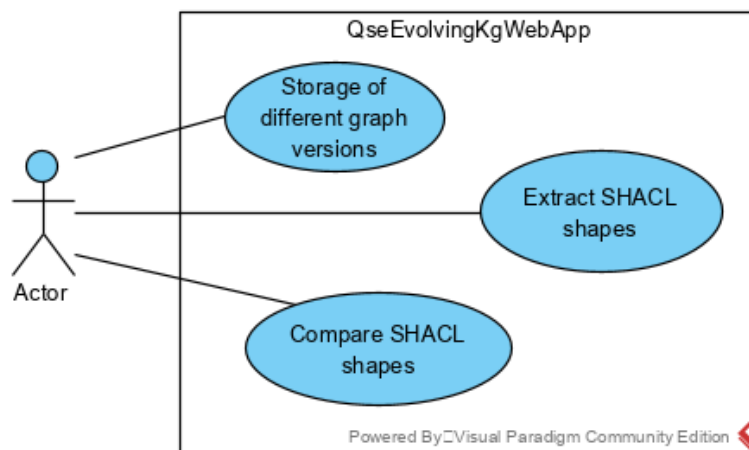 QseEvolvingKgWebApp
Storage of
different graph
versions
Extract SHACL
shapes
Actor
Compare SHACL
shapes
Powered By□Visual Paradigm Community Edition